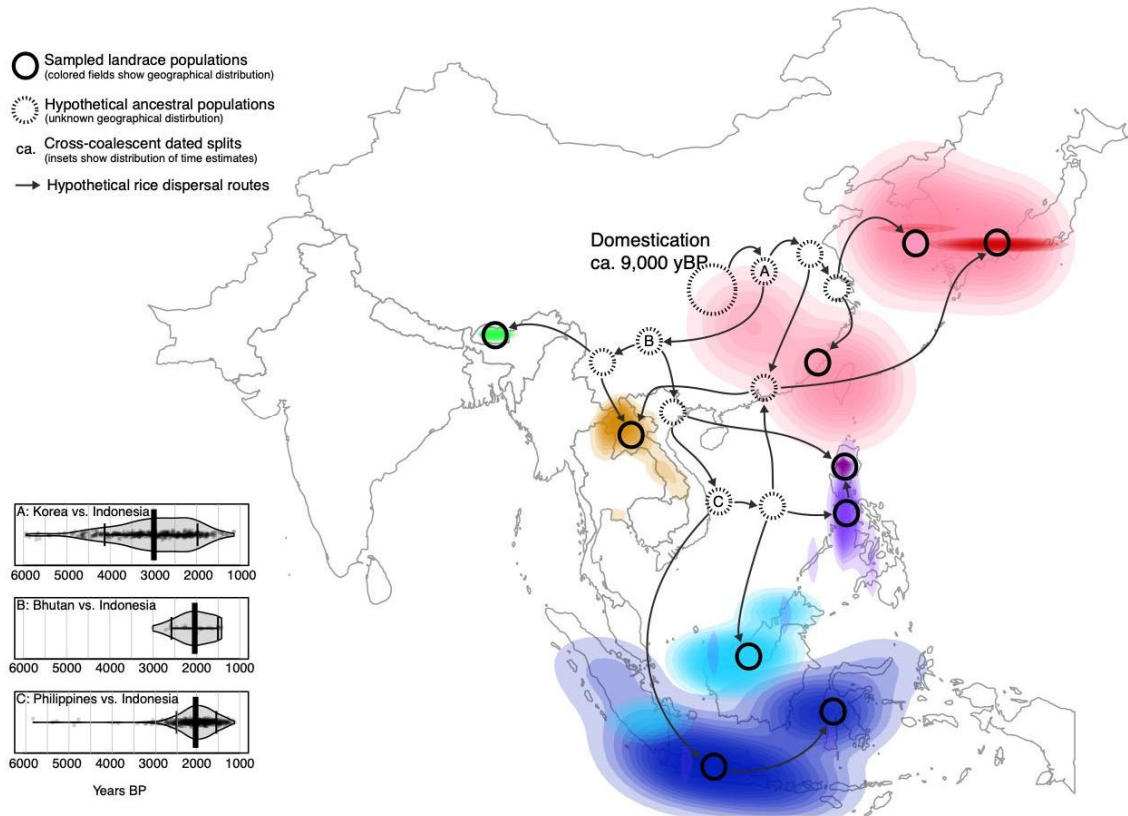 Sampled landrace populations
(colored fields show geographical distribution)
Hypothetical ancestral populations
(unknown geographical distirbution)
ca. Cross-coalescent dated splits
(insets show distribution of time estimates)
Hypothetical rice dispersal routes
Domestication
ca. 9,000 yBP
A
B
C
A: Korea vs. Indonesia
6000 5000 4000 3000 2000 1000
B: Bhutan vs. Indonesia
6000 5000 4000 3000 2000 1000
C: Philippines vs. Indonesia
6000 5000 4000 3000 2000 1000
Years BP